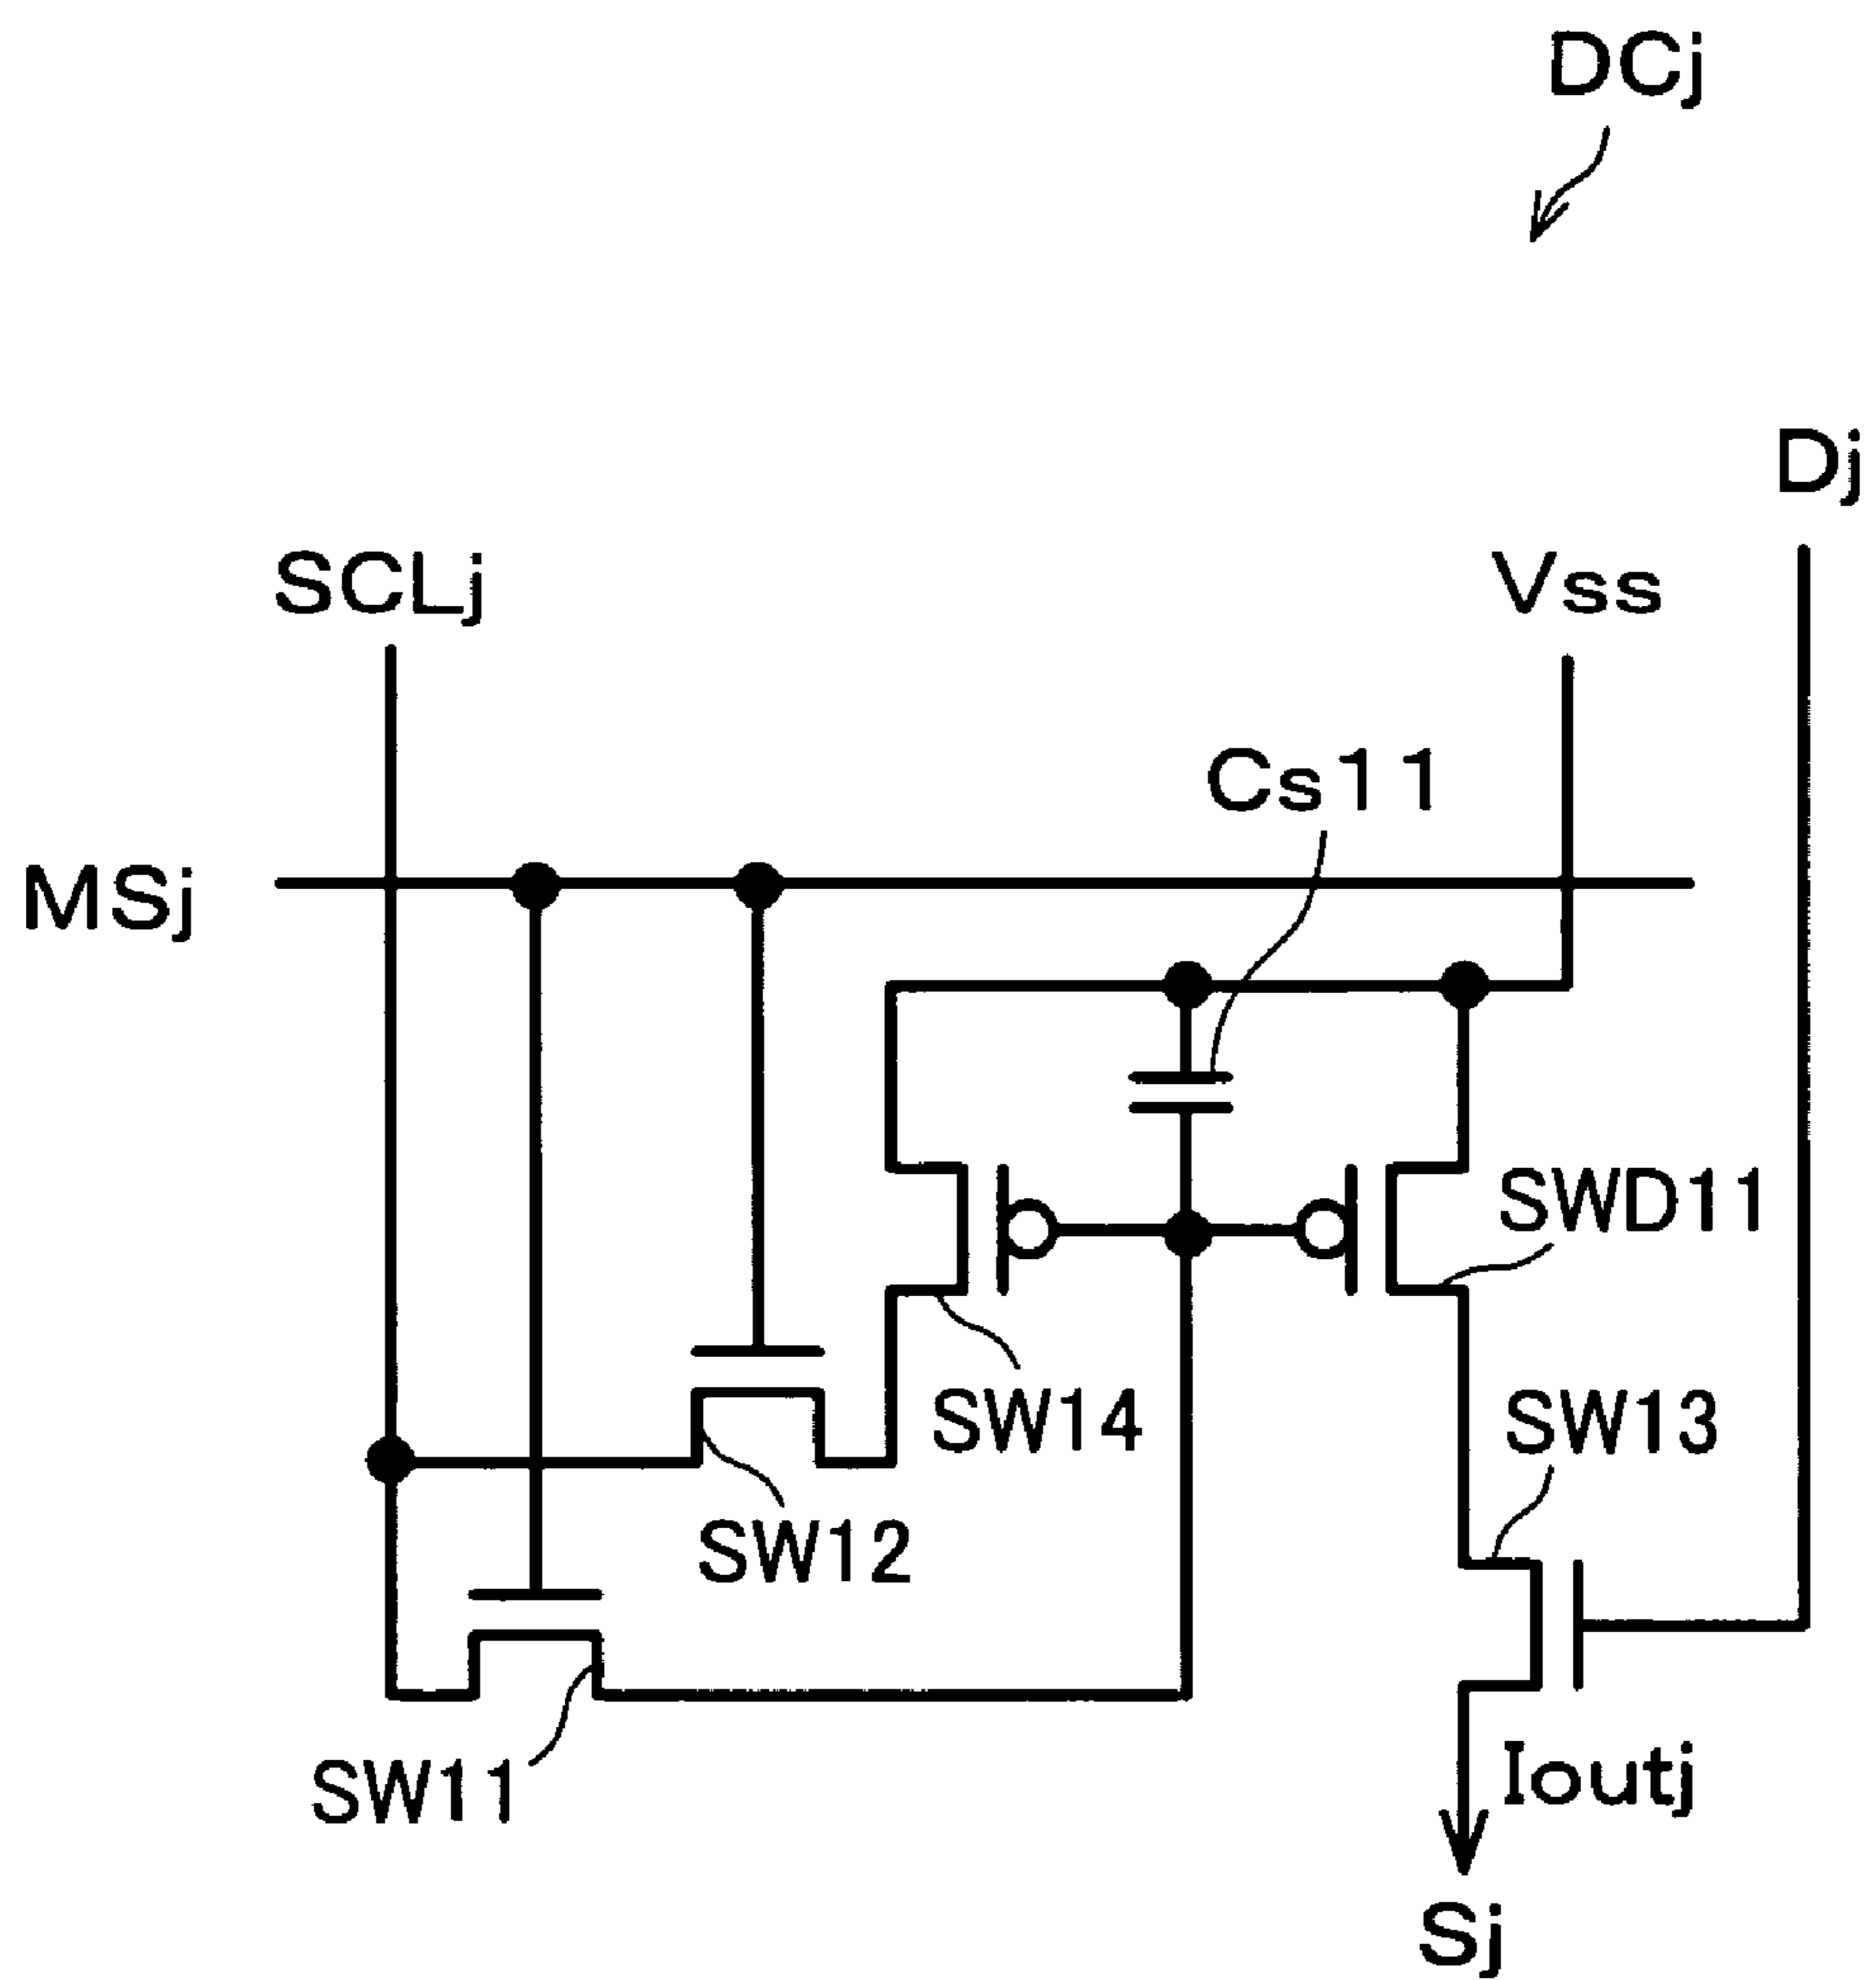 DCj
Dj
SCLj
Vss
Cs11
MSj
SWD11
SW14
SW13
SW12
SW11
Ioutj
Sj